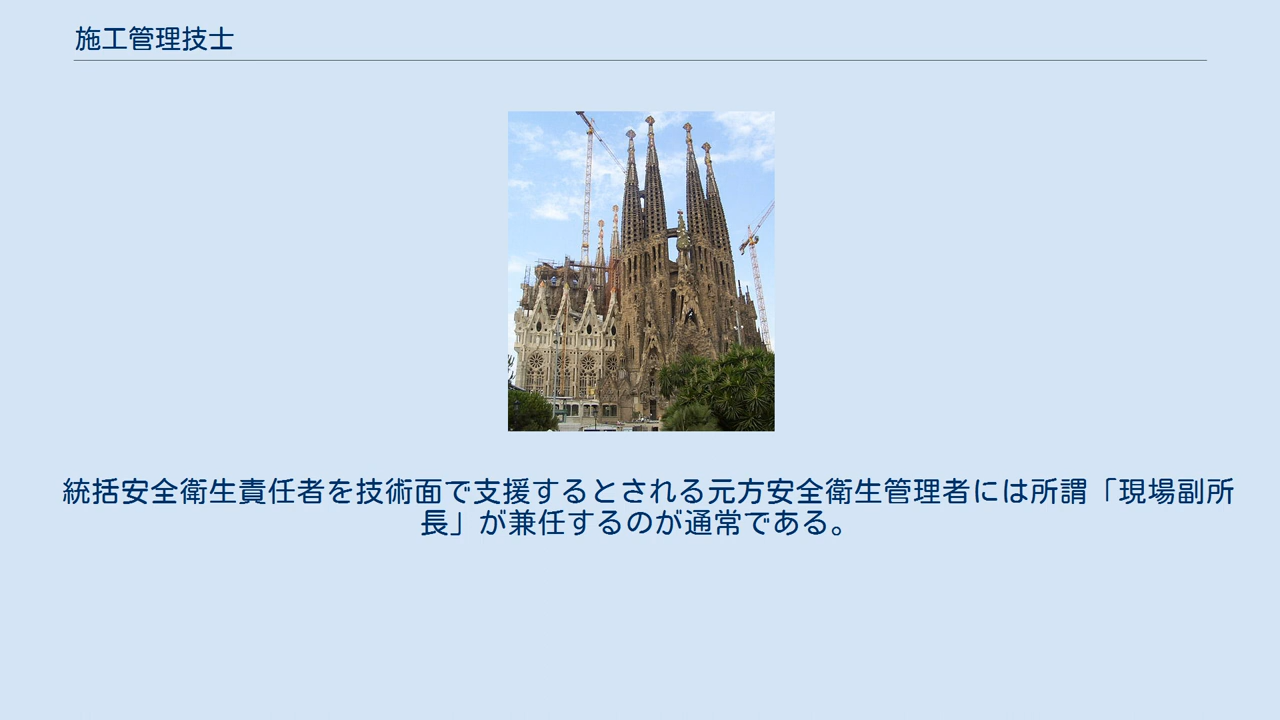 施工管理技士
統括安全衛生責任者を技術面で支援するとされる元方安全衛生管理者には所謂「現場副所
長」が兼任するのが通常である。